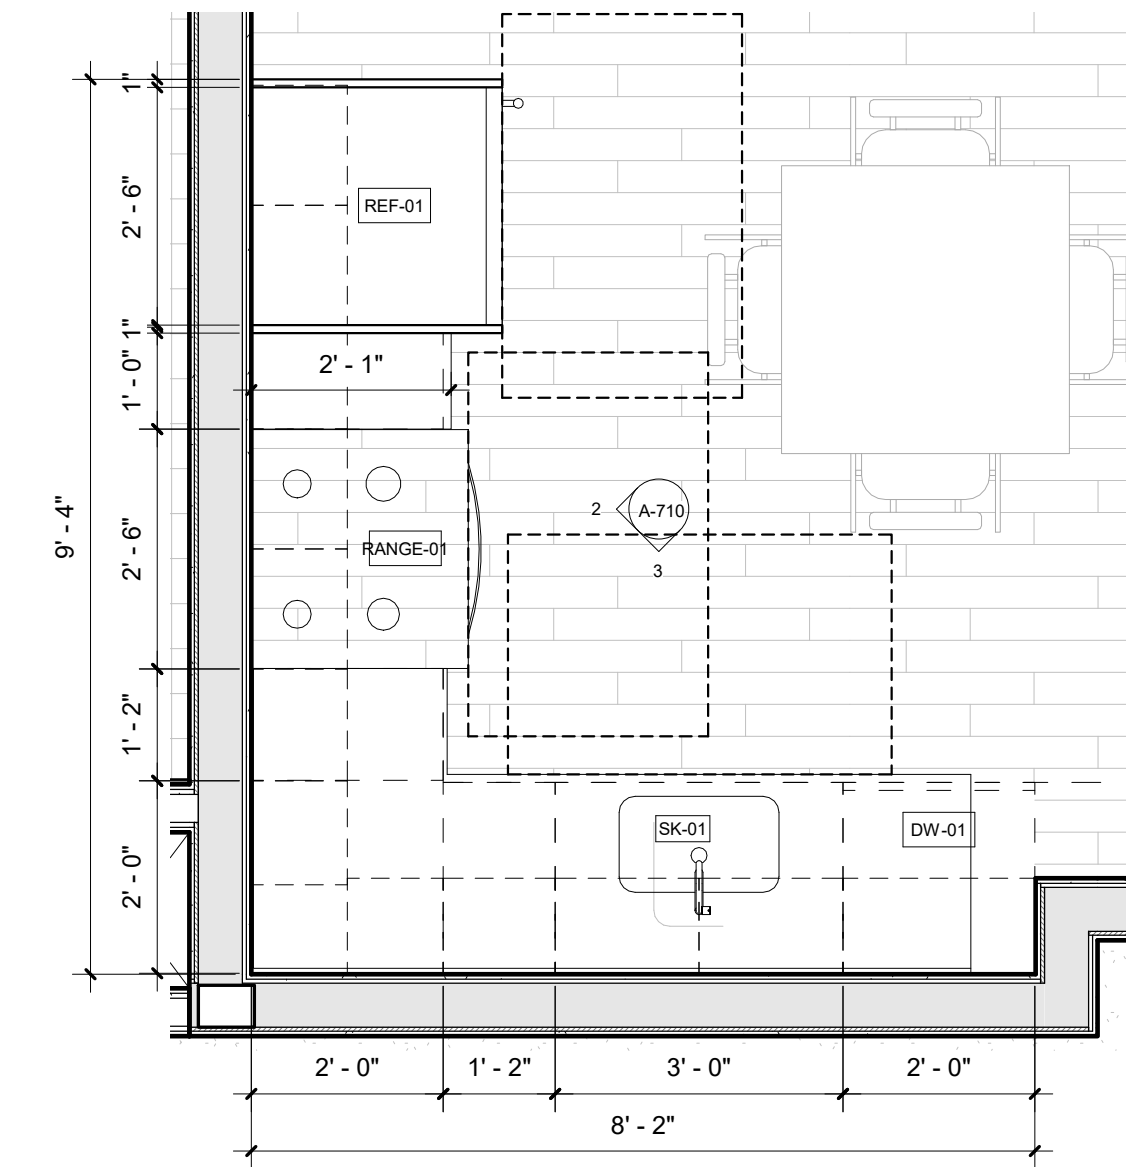 1"
2' - 6"
REF-01
1"
1' - 0"
2' - 1"
9' - 4"
2
A-710
3
2' - 6"
RANGE-01
1' - 2"
2' - 0"
SK-01
DW-01
2' - 0"
1' - 2"
3' - 0"
2' - 0"
8' - 2"